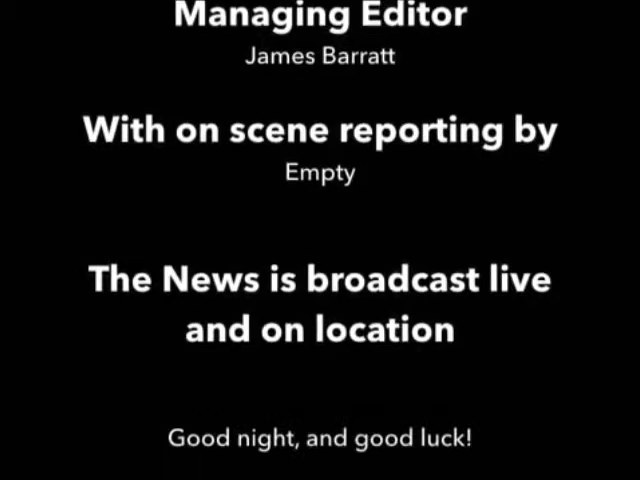 Managing Editor
James Barratt
With on scene reporting by
Empty
The News is broadcast live
and on location
Good night, and good luck!